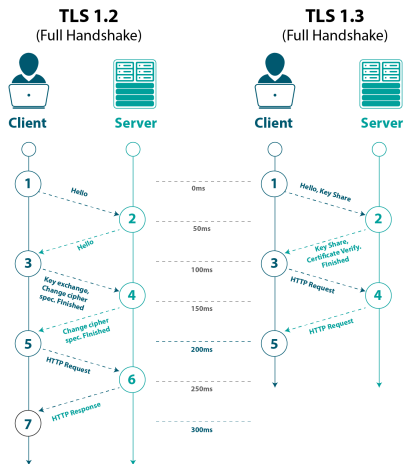 TLS 1.2
(Full Handshake)
TLS 1.3
(Full Handshake)
Client
Server
Client
Server
1
Hello
0ms
1
Hello, Key Share
2
50ms
2
Hello
Key Share,
Certificate Verify,
Finished
3
100ms
3
Key exchange,
Change cipher
spec. FInished
HTTP Request
4
150ms
4
Change cipher
spec. FInished
HTTP Request
5
200ms
5
HTTP Request
6
250ms
HTTP Response
7
300ms